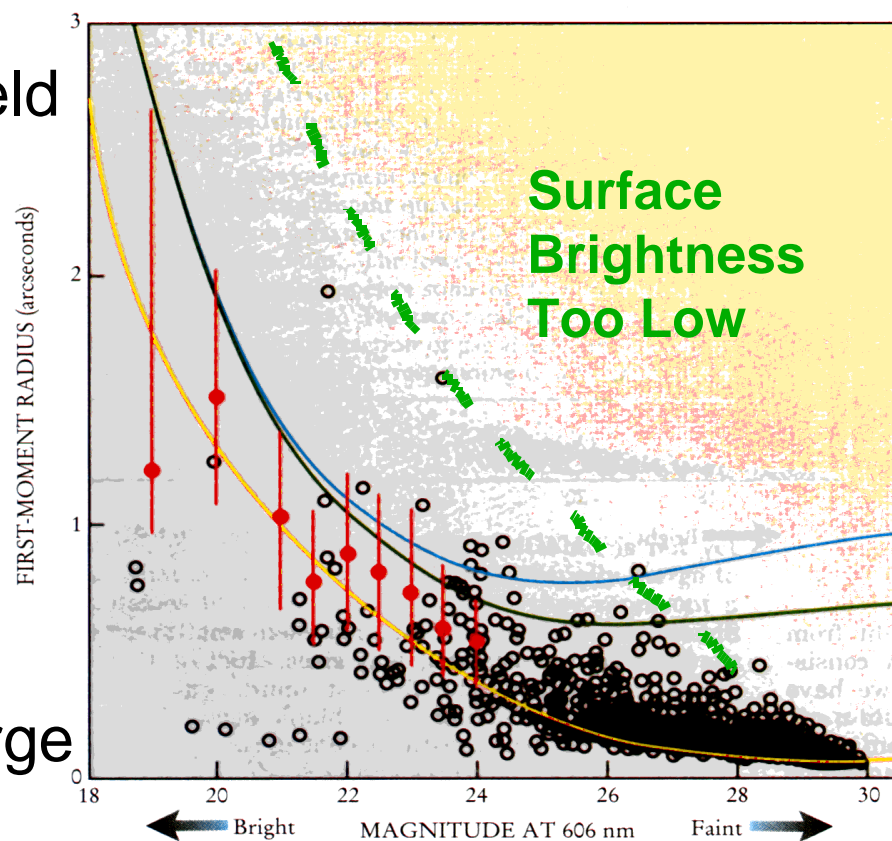 3
eld
Surface
Brightness
Too Low
2
FIRST-MOMENT RADIUS (arcseconds)
1
rge
0
18 20 22 24 26 28 30
Bright MAGNITUDE AT 606 nm Faint